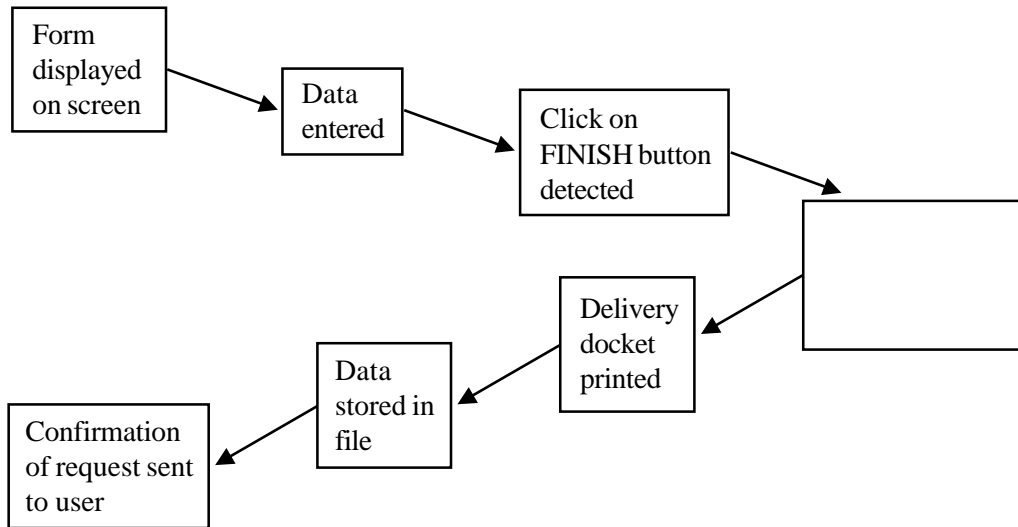 Form
displayed
on screen
Data
entered
Click on
FINISH button
detected
Delivery
docket
printed
Data
stored in
file
Confirmation
of request sent
to user